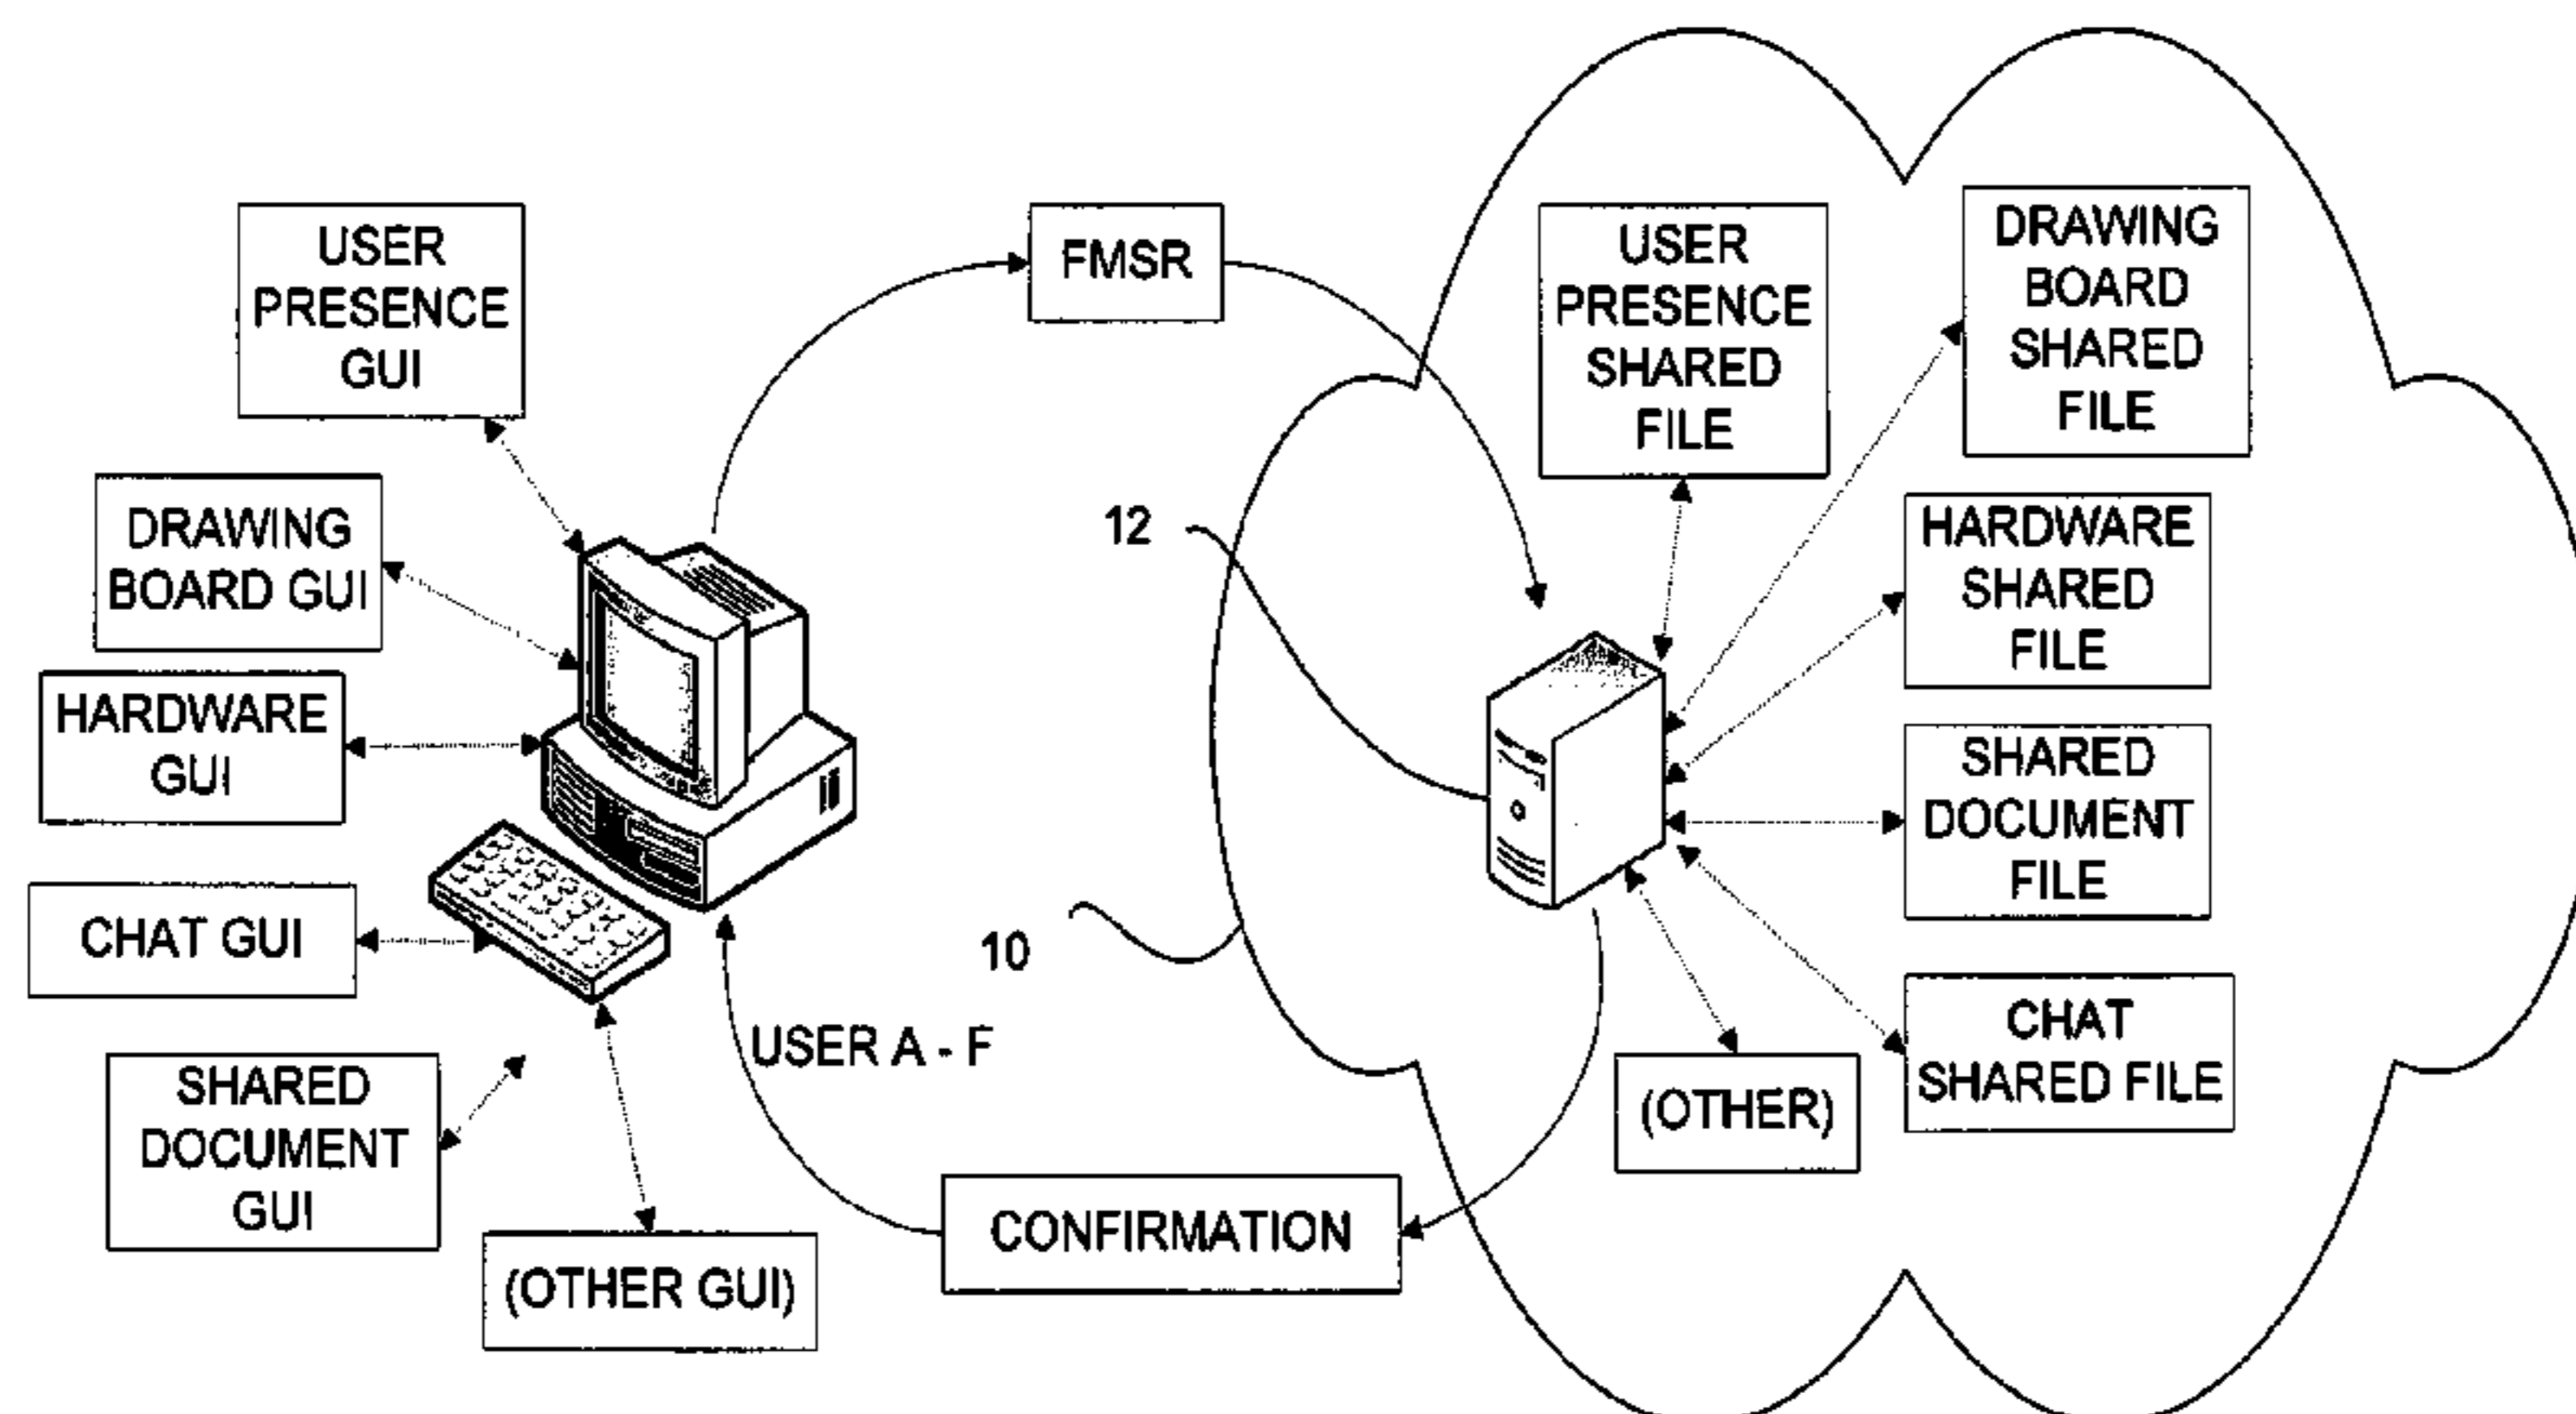 USER
PRESENCE
GUI
FMSR
USER
PRESENCE
SHARED
FILE
DRAWING
BOARD
SHARED
FILE
DRAWING
BOARD GUI
12
HARDWARE
SHARED
FILE
HARDWARE
GUI
SHARED
DOCUMENT
FILE
CHAT GUI
10
CHAT
SHARED FILE
USER A - F
SHARED
DOCUMENT
GUI
(OTHER)
CONFIRMATION
(OTHER GUI)